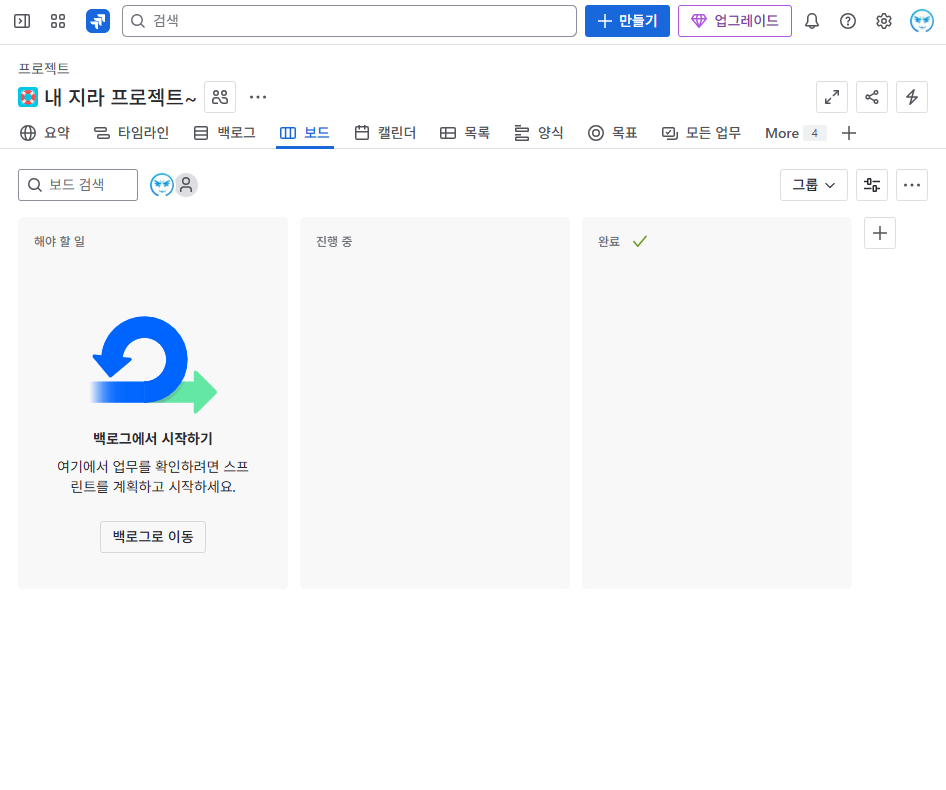 검색
만들기
업그레이드
프로젝트
내 지라 프로젝트~
요약
타임라인
백로그
보드
캘린더
목록
양식
목표
모든 업무
More 4
보드 검색
그룹
해야 할 일
진행 중
완료
백로그에서 시작하기
여기에서 업무를 확인하려면 스프
린트를 계획하고 시작하세요.
백로그로 이동